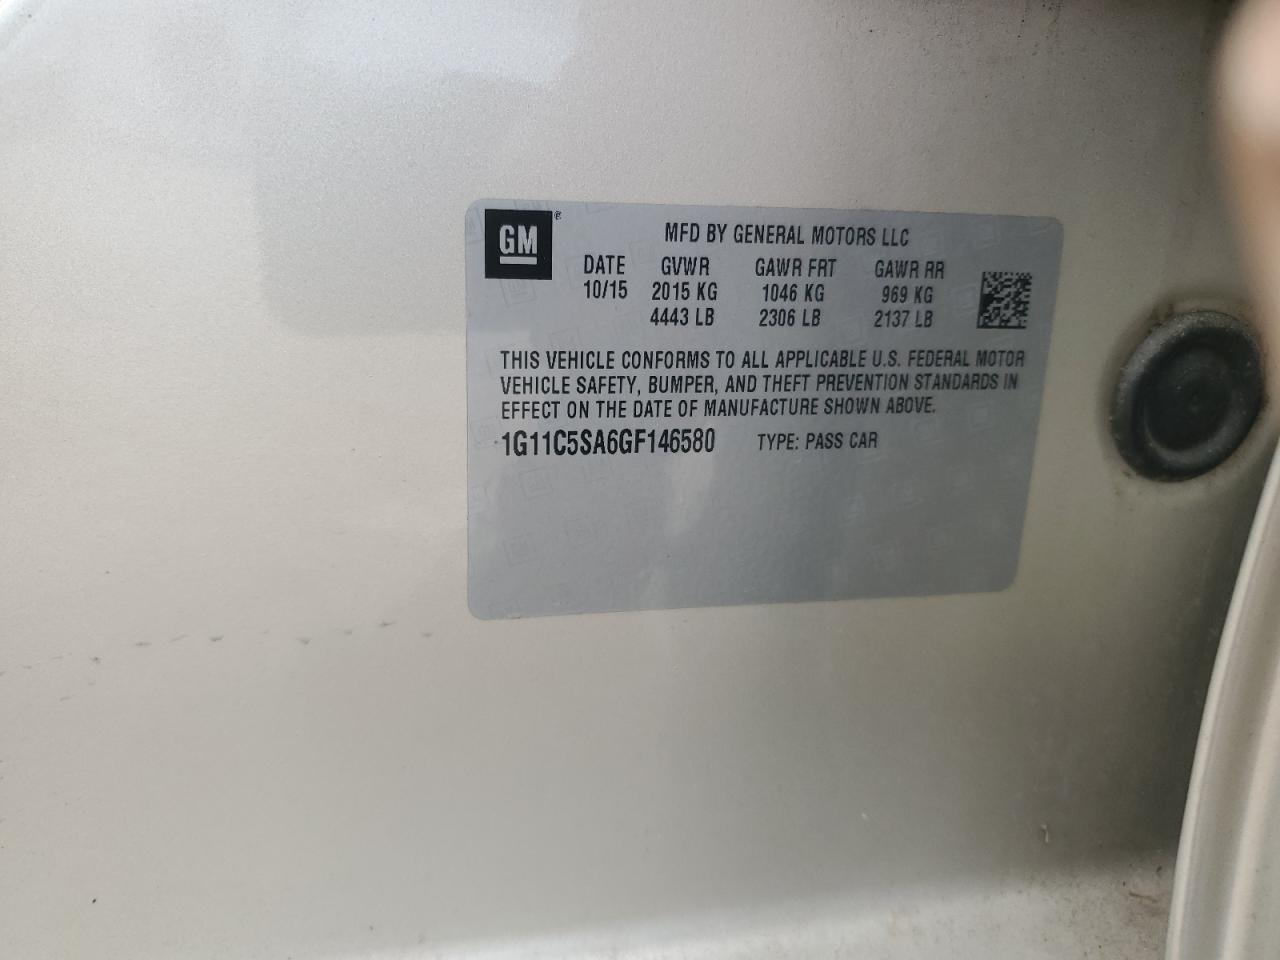 GM ®
MFD BY GENERAL MOTORS LLC
DATE GVWR GAWR FRT GAWR RR
10/15 2015 KG 1046 KG 969 KG
4443 LB 2306 LB 2137 LB
THIS VEHICLE CONFORMS TO ALL APPLICABLE U.S. FEDERAL MOTOR
VEHICLE SAFETY, BUMPER, AND THEFT PREVENTION STANDARDS IN
EFFECT ON THE DATE OF MANUFACTURE SHOWN ABOVE.
1G11C5SA6GF146580 TYPE: PASS CAR